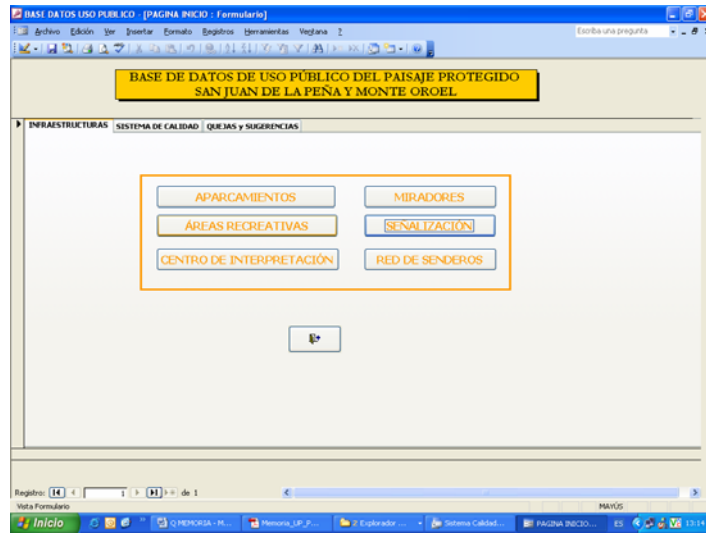 BASE DATOS USO PUBLICO - [PAGINA INICIO : Formulario]
Archivo Edición Ver Insertar Formato Registros Herramientas Ventana ? Escriba una pregunta
BASE DE DATOS DE USO PÚBLICO DEL PAISAJE PROTEGIDO
SAN JUAN DE LA PEÑA Y MONTE OROEL
INFRAESTRUCTURAS SISTEMA DE CALIDAD QUEJAS y SUGERENCIAS
APARCAMIENTOS MIRADORES
ÁREAS RECREATIVAS SEÑALIZACIÓN
CENTRO DE INTERPRETACIÓN RED DE SENDEROS
Registro: 1 de 1
Vista Formulario MAYÚS
Inicio Q MEMORIA - M... Memoria_UP_P... 2 Explorador ... Sistema Calidad... PAGINA INICIO... ES 13:14